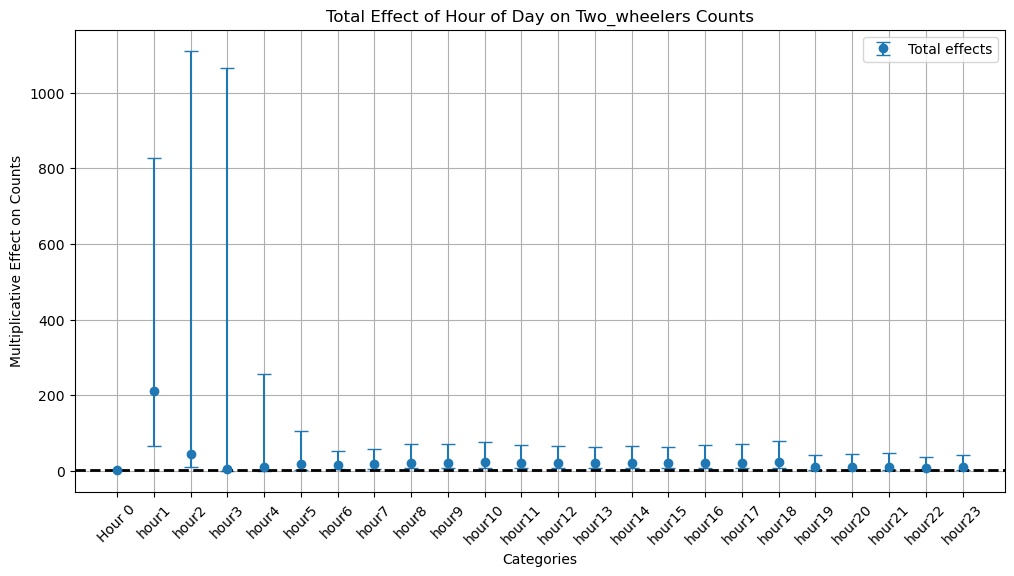 Total Effect of Hour of Day on Two_wheelers Counts
Total effects
Multiplicative Effect on Counts
1000
800
600
400
200
0
Hour 0
hour1
hour2
hour3
hour4
hour5
hour6
hour7
hour8
hour9
hour10
hour11
hour12
hour13
hour14
hour15
hour16
hour17
hour18
hour19
hour20
hour21
hour22
hour23
Categories